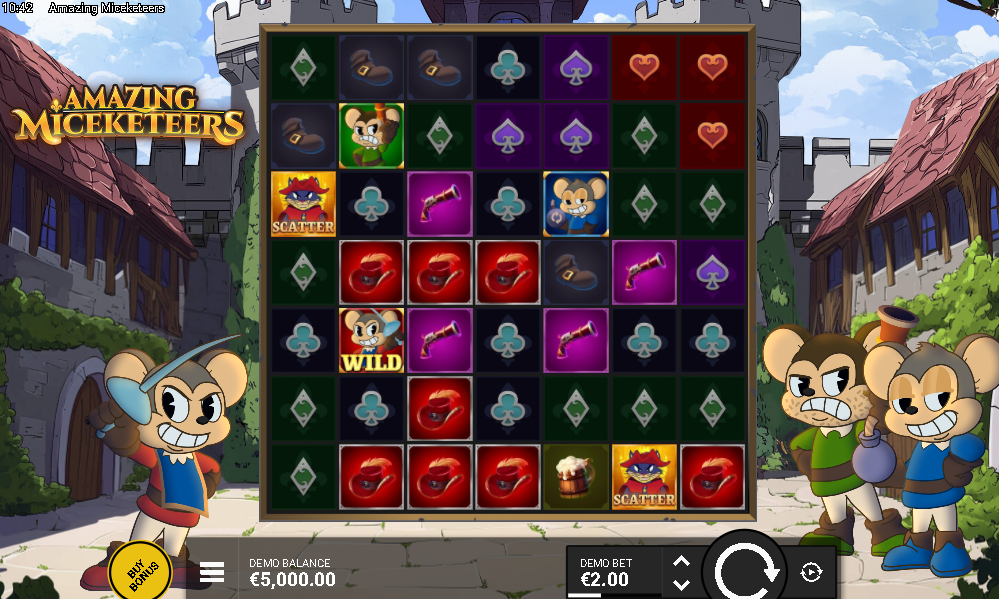 10:42 Amazing Miceketeers
AMAZING
MICEKETEERS
SCATTER
WILD
SCATTER
BUY
BONUS
DEMO BALANCE
€5,000.00
DEMO BET
€2.00